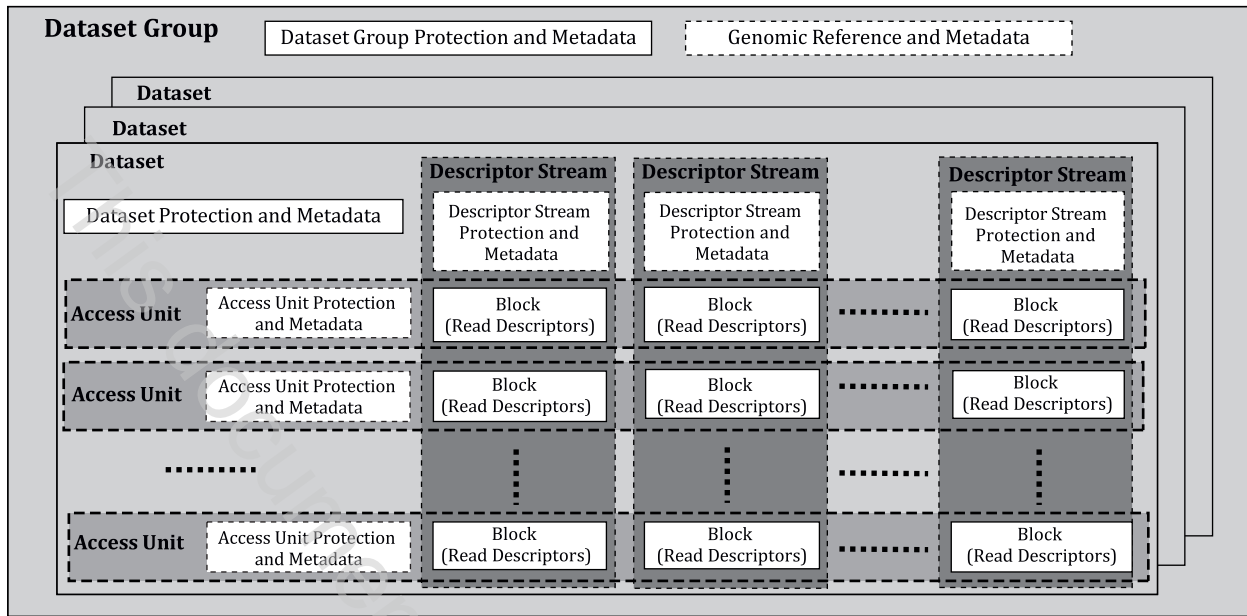 Dataset Group
Dataset Group Protection and Metadata
Genomic Reference and Metadata
Dataset
Dataset
Dataset
Dataset Protection and Metadata
Descriptor Stream
Descriptor Stream
Protection and
Metadata
Descriptor Stream
Descriptor Stream
Protection and
Metadata
Descriptor Stream
Descriptor Stream
Protection and
Metadata
Access Unit
Access Unit Protection
and Metadata
Block
(Read Descriptors)
Block
(Read Descriptors)
Block
(Read Descriptors)
Access Unit
Access Unit Protection
and Metadata
Block
(Read Descriptors)
Block
(Read Descriptors)
Block
(Read Descriptors)
Access Unit
Access Unit Protection
and Metadata
Block
(Read Descriptors)
Block
(Read Descriptors)
Block
(Read Descriptors)
This documen